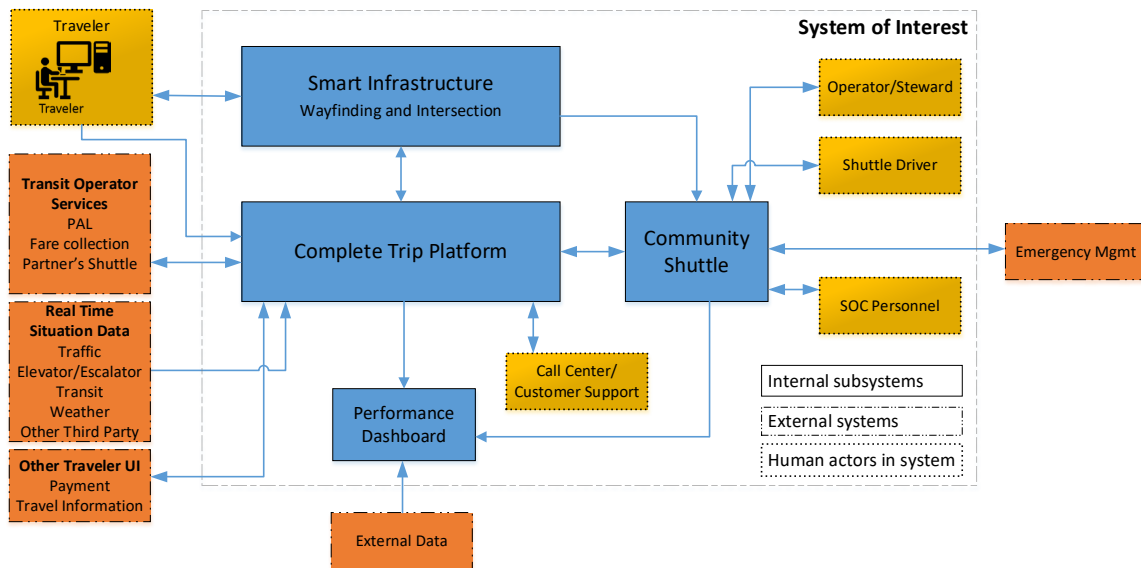 Traveler
Traveler
System of Interest
Smart Infrastructure
Wayfinding and Intersection
Operator/Steward
Shuttle Driver
Transit Operator
Services
PAL
Fare collection
Partner's Shuttle
Complete Trip Platform
Community
Shuttle
Emergency Mgmt
SOC Personnel
Real Time
Situation Data
Traffic
Elevator/Escalator
Transit
Weather
Other Third Party
Call Center/
Customer Support
Performance
Dashboard
Internal subsystems
External systems
Human actors in system
Other Traveler UI
Payment
Travel Information
External Data